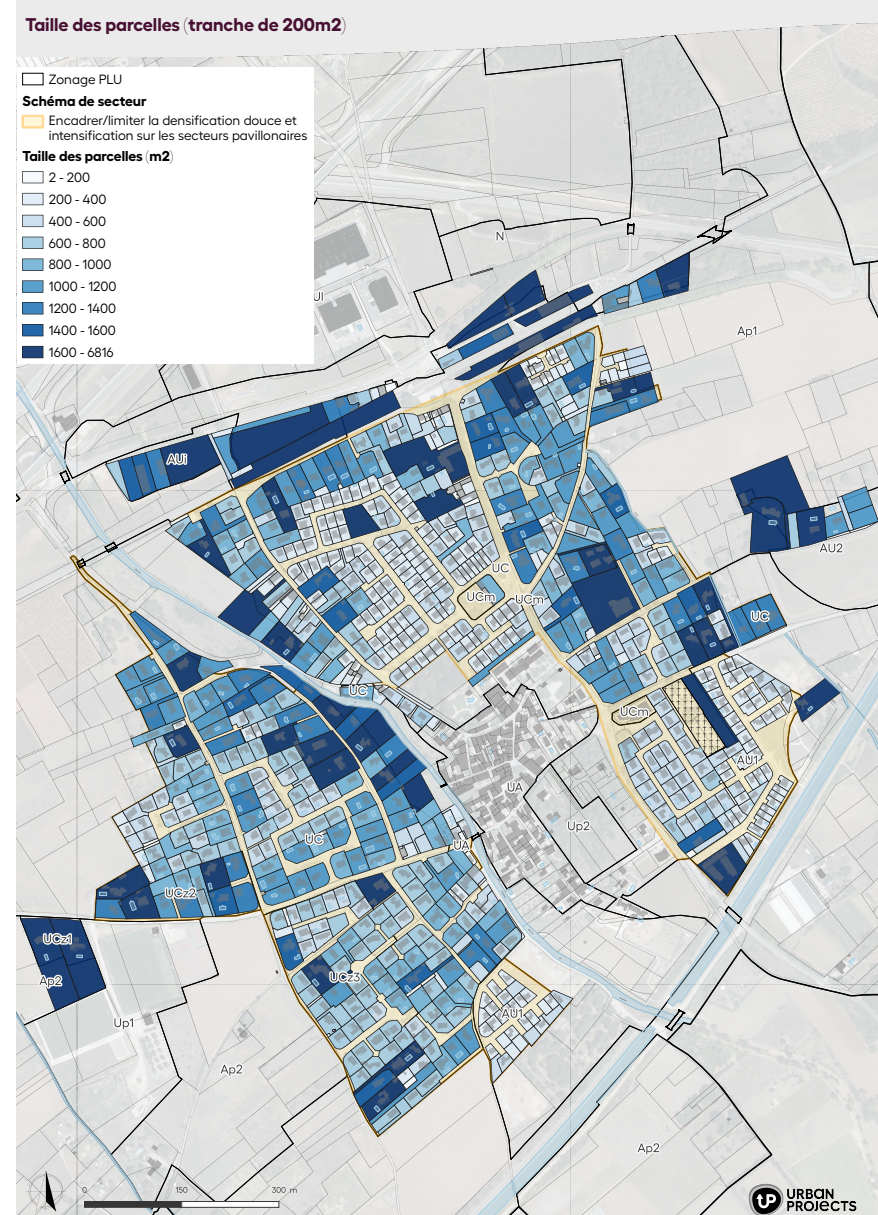 Taille des parcelles (tranche de 200m2)
Zonage PLU
Schéma de secteur
Encadrer/limiter la densification douce et
intensification sur les secteurs pavillonaires
Taille des parcelles (m2)
2 - 200
200 - 400
400 - 600
600 - 800
800 - 1000
1000 - 1200
1200 - 1400
1400 - 1600
1600 - 6816
N
UI
Ap1
AUi
AU2
UC
UCm
UCm
UC
UC
UCm
AU1
UA
Up2
UC
UA
UCz2
UCz1
Ap2
UCz3
Up1
AU1
Ap2
Ap2
0 150 300 m
UP URBAN
PROJECTS